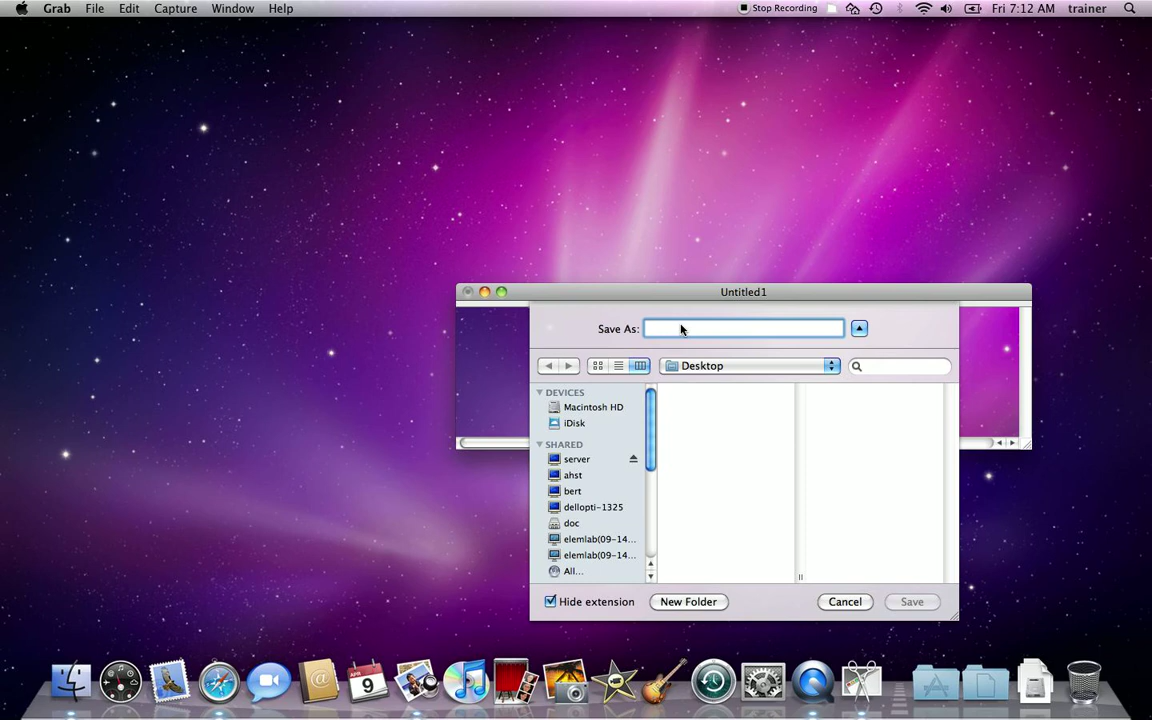 Grab File Edit Capture Window Help Stop Recording Fri 7:12 AM trainer
Untitled1
Save As:
Desktop
DEVICES
Macintosh HD
iDisk
SHARED
server
ahst
bert
dellopti-1325
doc
elemlab(09-14...
elemlab(09-14...
All...
Hide extension New Folder Cancel Save
APR
9